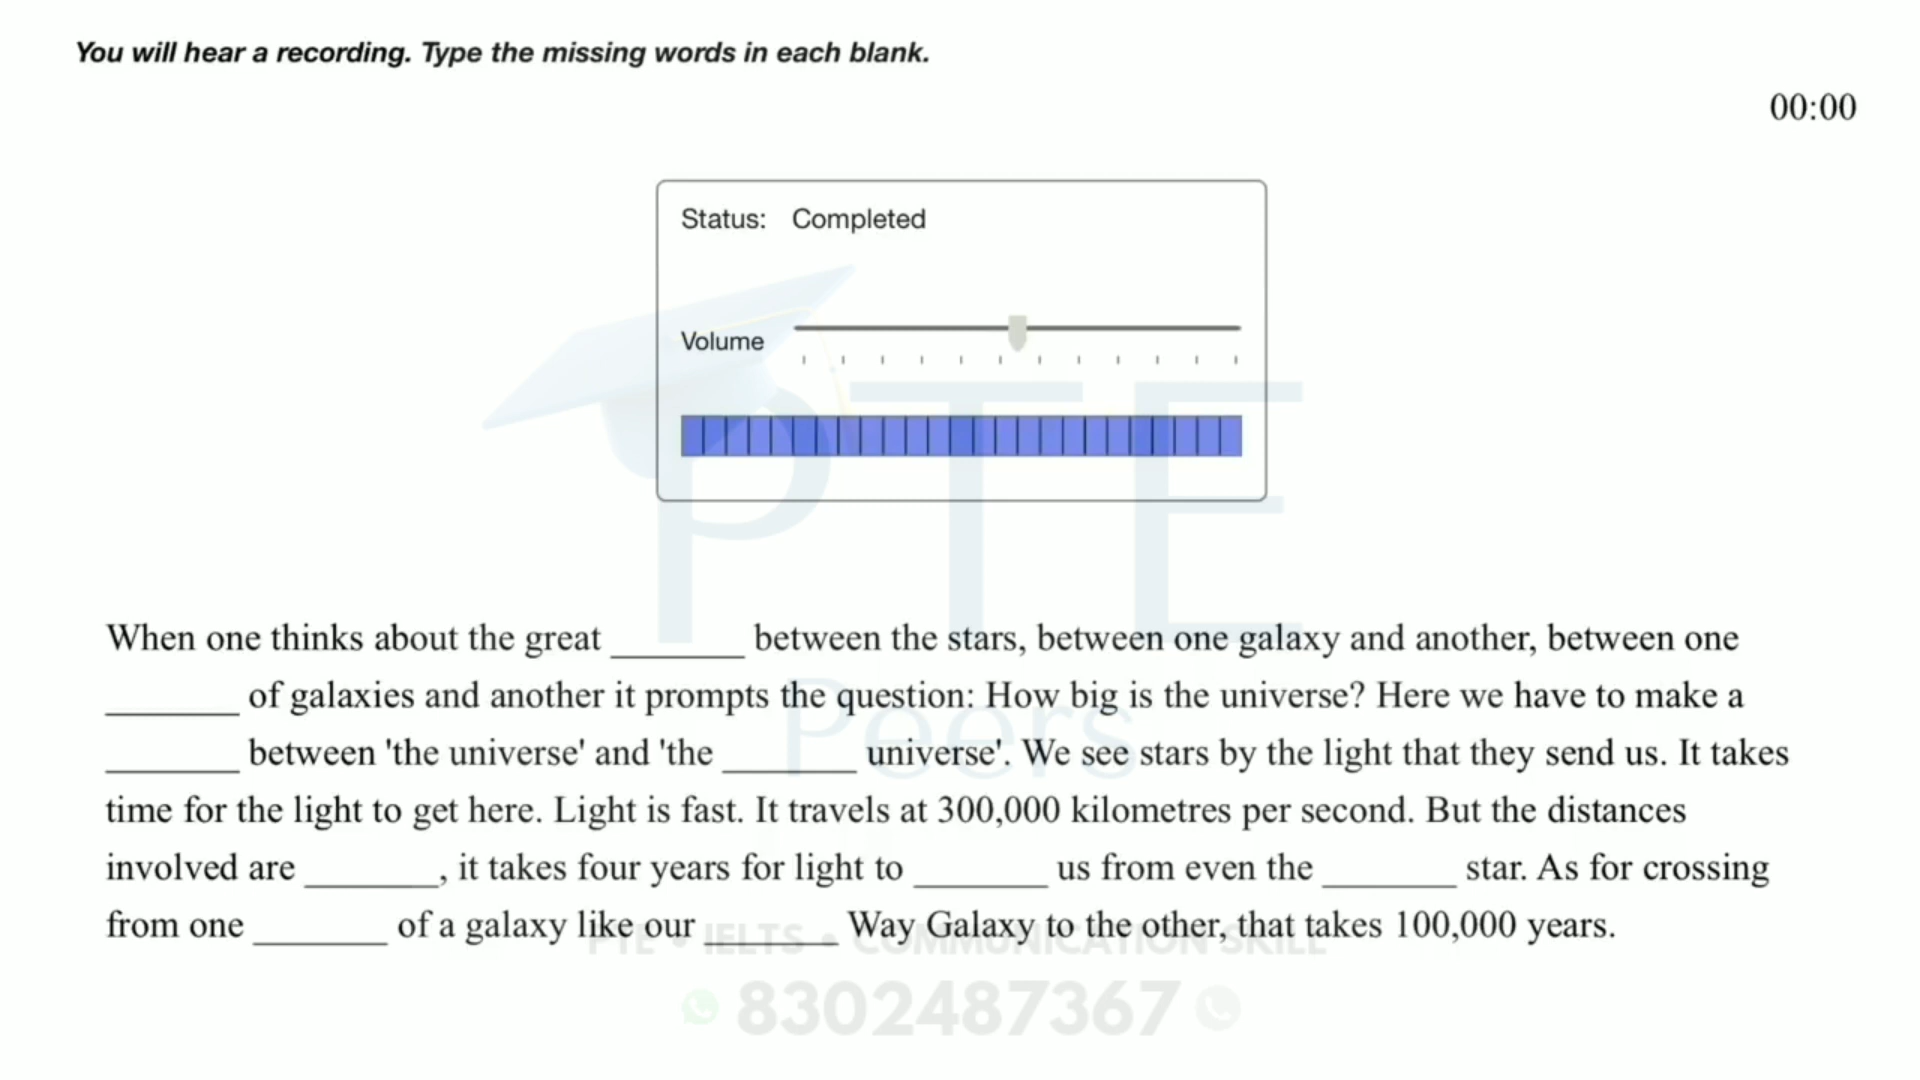 You will hear a recording. Type the missing words in each blank.
00:00
Status: Completed
Volume
PTE
Peers
When one thinks about the great _______ between the stars, between one galaxy and another, between one
_______ of galaxies and another it prompts the question: How big is the universe? Here we have to make a
_______ between 'the universe' and 'the _______ universe'. We see stars by the light that they send us. It takes
time for the light to get here. Light is fast. It travels at 300,000 kilometres per second. But the distances
involved are _______, it takes four years for light to _______ us from even the _______ star. As for crossing
from one _______ of a galaxy like our _______ Way Galaxy to the other, that takes 100,000 years.
PTE • IELTS • COMMUNICATION SKILL
8302487367